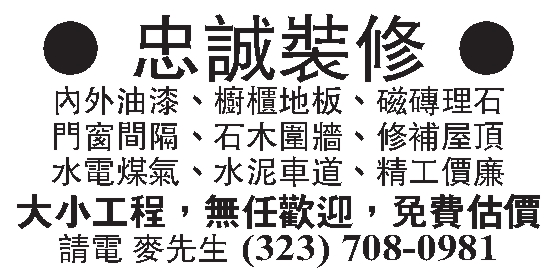 ● 忠誠裝修 ●
內外油漆、櫥櫃地板、磁磚理石
門窗間隔、石木圍牆、修補屋頂
水電煤氣、水泥車道、精工價廉
大小工程，無任歡迎，免費估價
請電 麥先生 (323) 708-0981